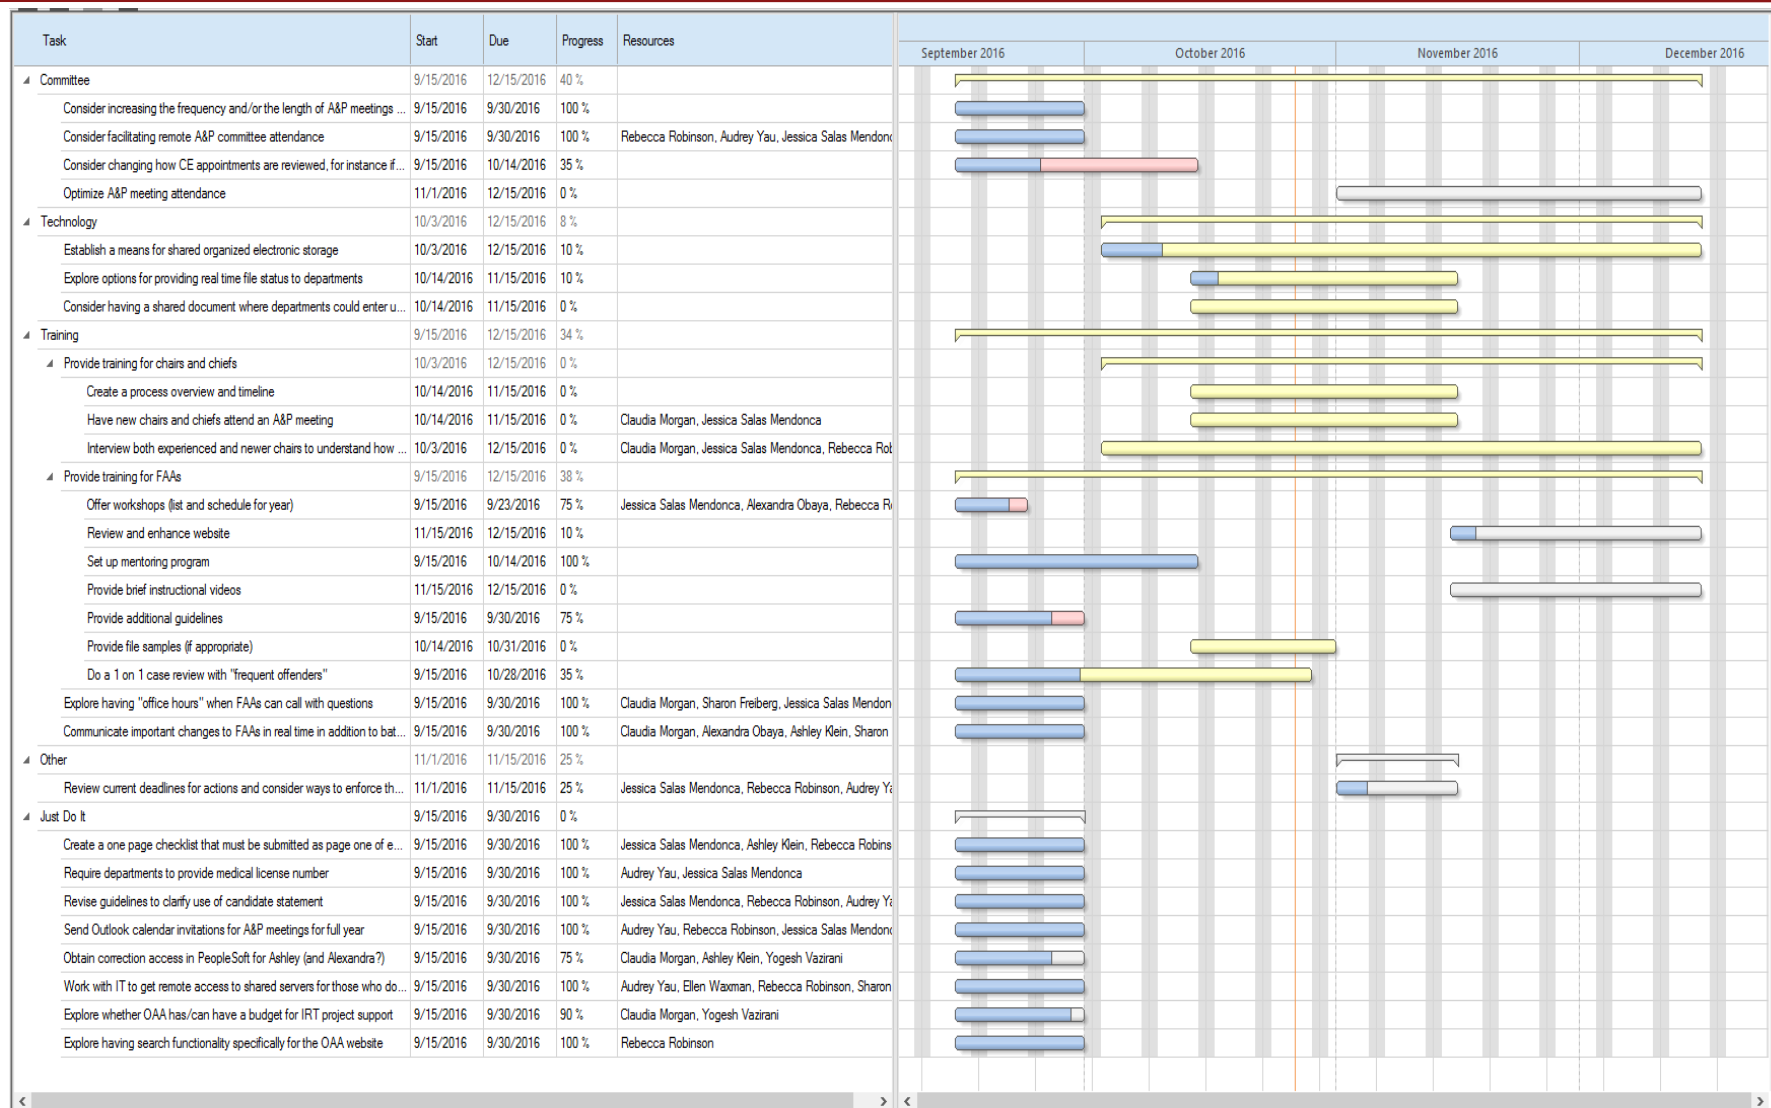 Task Start Due Progress Resources
September 2016 October 2016 November 2016 December 2016
Committee 9/15/2016 12/15/2016 40 %
Consider increasing the frequency and/or the length of A&P meetings ... 9/15/2016 9/30/2016 100 %
Consider facilitating remote A&P committee attendance 9/15/2016 9/30/2016 100 % Rebecca Robinson, Audrey Yau, Jessica Salas Mendonc
Consider changing how CE appointments are reviewed, for instance if... 9/15/2016 10/14/2016 35 %
Optimize A&P meeting attendance 11/1/2016 12/15/2016 0 %
Technology 10/3/2016 12/15/2016 8 %
Establish a means for shared organized electronic storage 10/3/2016 12/15/2016 10 %
Explore options for providing real time file status to departments 10/14/2016 11/15/2016 10 %
Consider having a shared document where departments could enter u... 10/14/2016 11/15/2016 0 %
Training 9/15/2016 12/15/2016 34 %
Provide training for chairs and chiefs 10/3/2016 12/15/2016 0 %
Create a process overview and timeline 10/14/2016 11/15/2016 0 %
Have new chairs and chiefs attend an A&P meeting 10/14/2016 11/15/2016 0 % Claudia Morgan, Jessica Salas Mendonca
Interview both experienced and newer chairs to understand how ... 10/3/2016 12/15/2016 0 % Claudia Morgan, Jessica Salas Mendonca, Rebecca Rob
Provide training for FAAs 9/15/2016 12/15/2016 38 %
Offer workshops (list and schedule for year) 9/15/2016 9/23/2016 75 % Jessica Salas Mendonca, Alexandra Obaya, Rebecca R
Review and enhance website 11/15/2016 12/15/2016 10 %
Set up mentoring program 9/15/2016 10/14/2016 100 %
Provide brief instructional videos 11/15/2016 12/15/2016 0 %
Provide additional guidelines 9/15/2016 9/30/2016 75 %
Provide file samples (if appropriate) 10/14/2016 10/31/2016 0 %
Do a 1 on 1 case review with "frequent offenders" 9/15/2016 10/28/2016 35 %
Explore having "office hours" when FAAs can call with questions 9/15/2016 9/30/2016 100 % Claudia Morgan, Sharon Freiberg, Jessica Salas Mendon
Communicate important changes to FAAs in real time in addition to bat... 9/15/2016 9/30/2016 100 % Claudia Morgan, Alexandra Obaya, Ashley Klein, Sharon
Other 11/1/2016 11/15/2016 25 %
Review current deadlines for actions and consider ways to enforce th... 11/1/2016 11/15/2016 25 % Jessica Salas Mendonca, Rebecca Robinson, Audrey Ya
Just Do It 9/15/2016 9/30/2016 0 %
Create a one page checklist that must be submitted as page one of e... 9/15/2016 9/30/2016 100 % Jessica Salas Mendonca, Ashley Klein, Rebecca Robins
Require departments to provide medical license number 9/15/2016 9/30/2016 100 % Audrey Yau, Jessica Salas Mendonca
Revise guidelines to clarify use of candidate statement 9/15/2016 9/30/2016 100 % Jessica Salas Mendonca, Rebecca Robinson, Audrey Ya
Send Outlook calendar invitations for A&P meetings for full year 9/15/2016 9/30/2016 100 % Audrey Yau, Rebecca Robinson, Jessica Salas Mendonc
Obtain correction access in PeopleSoft for Ashley (and Alexandra?) 9/15/2016 9/30/2016 75 % Claudia Morgan, Ashley Klein, Yogesh Vazirani
Work with IT to get remote access to shared servers for those who do... 9/15/2016 9/30/2016 100 % Audrey Yau, Ellen Waxman, Rebecca Robinson, Sharon
Explore whether OAA has/can have a budget for IRT project support 9/15/2016 9/30/2016 90 % Claudia Morgan, Yogesh Vazirani
Explore having search functionality specifically for the OAA website 9/15/2016 9/30/2016 100 % Rebecca Robinson